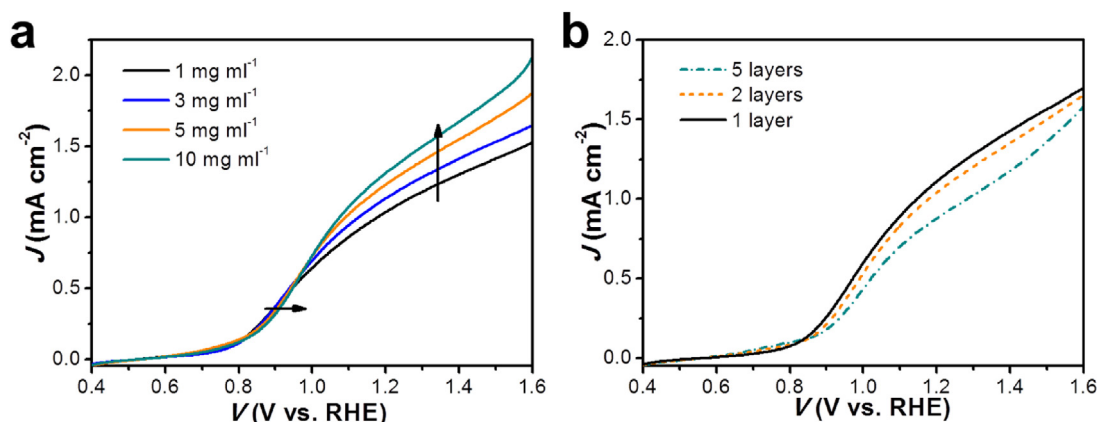 a
J (mA cm⁻²)
2.0
1.5
1.0
0.5
0.0
1 mg ml⁻¹
3 mg ml⁻¹
5 mg ml⁻¹
10 mg ml⁻¹
0.4 0.6 0.8 1.0 1.2 1.4 1.6
V (V vs. RHE)
b
J (mA cm⁻²)
2.0
1.5
1.0
0.5
0.0
5 layers
2 layers
1 layer
0.4 0.6 0.8 1.0 1.2 1.4 1.6
V (V vs. RHE)